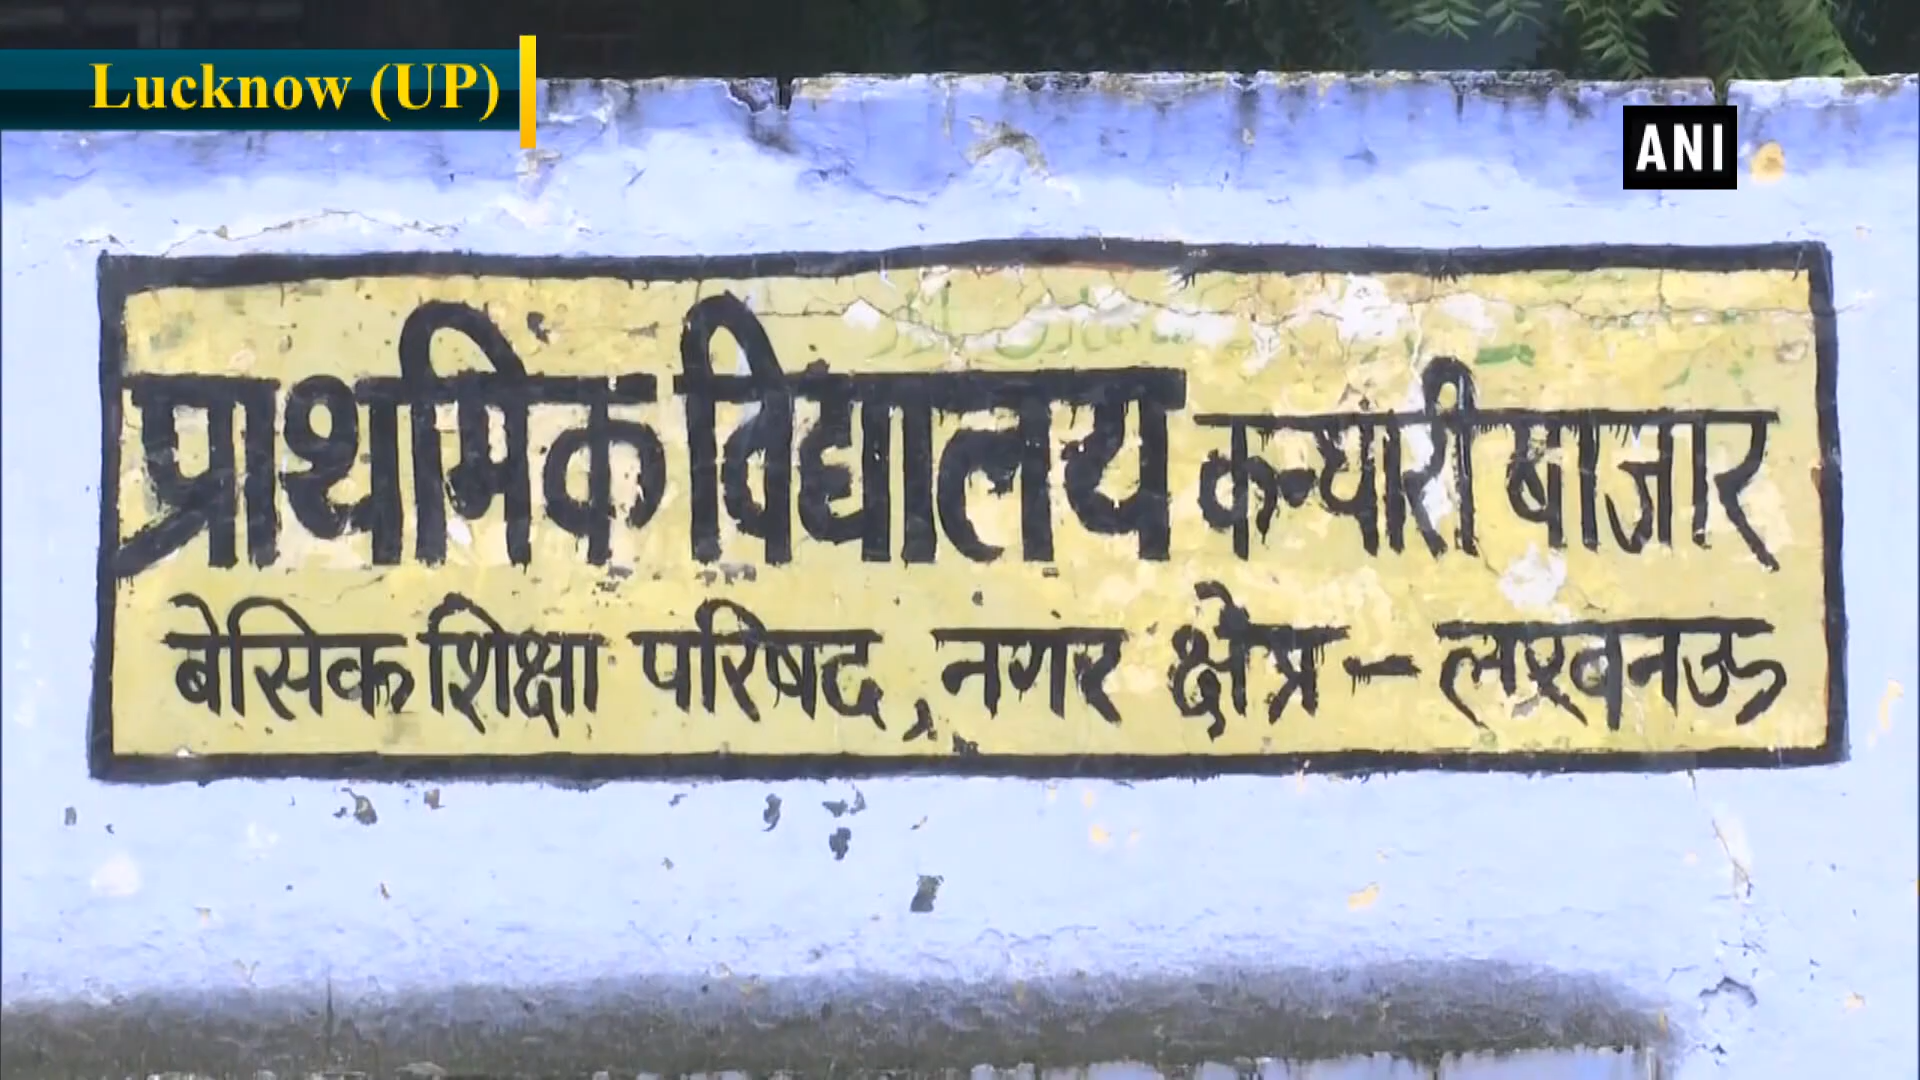 Lucknow (UP)
ANI
प्राथमिक विद्यालय कन्धारी बाजार
बेसिक शिक्षा परिषद, नगर क्षेत्र - लखनऊ